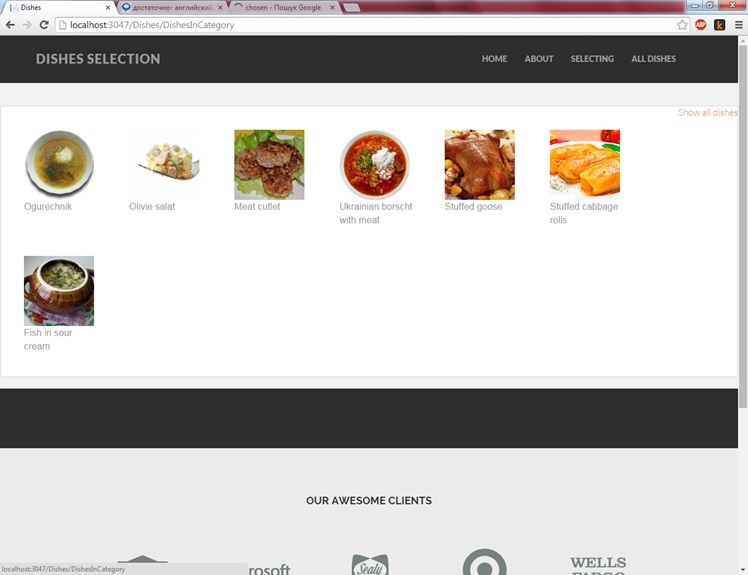 Dishes
достаточно- английский
chosen - Пошук Google
localhost:3047/Dishes/DishesInCategory
ABP
k
DISHES SELECTION
HOME ABOUT SELECTING ALL DISHES
Show all dishes
Ogurechnik
Olivie salat
Meat cutlet
Ukrainian borscht
with meat
Stuffed goose
Stuffed cabbage
rolls
Fish in sour
cream
OUR AWESOME CLIENTS
rosoft
Sealy
WELLS
FARGO
localhost:3047/Dishes/DishesInCategory